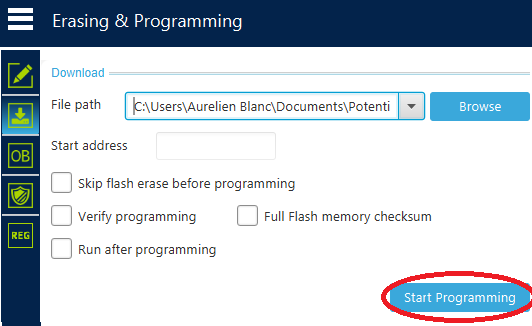 Erasing & Programming
Download
File path C:\Users\Aurelien Blanc\Documents\Potenti Browse
Start address
Skip flash erase before programming
Verify programming Full Flash memory checksum
OB
Run after programming
REG
Start Programming